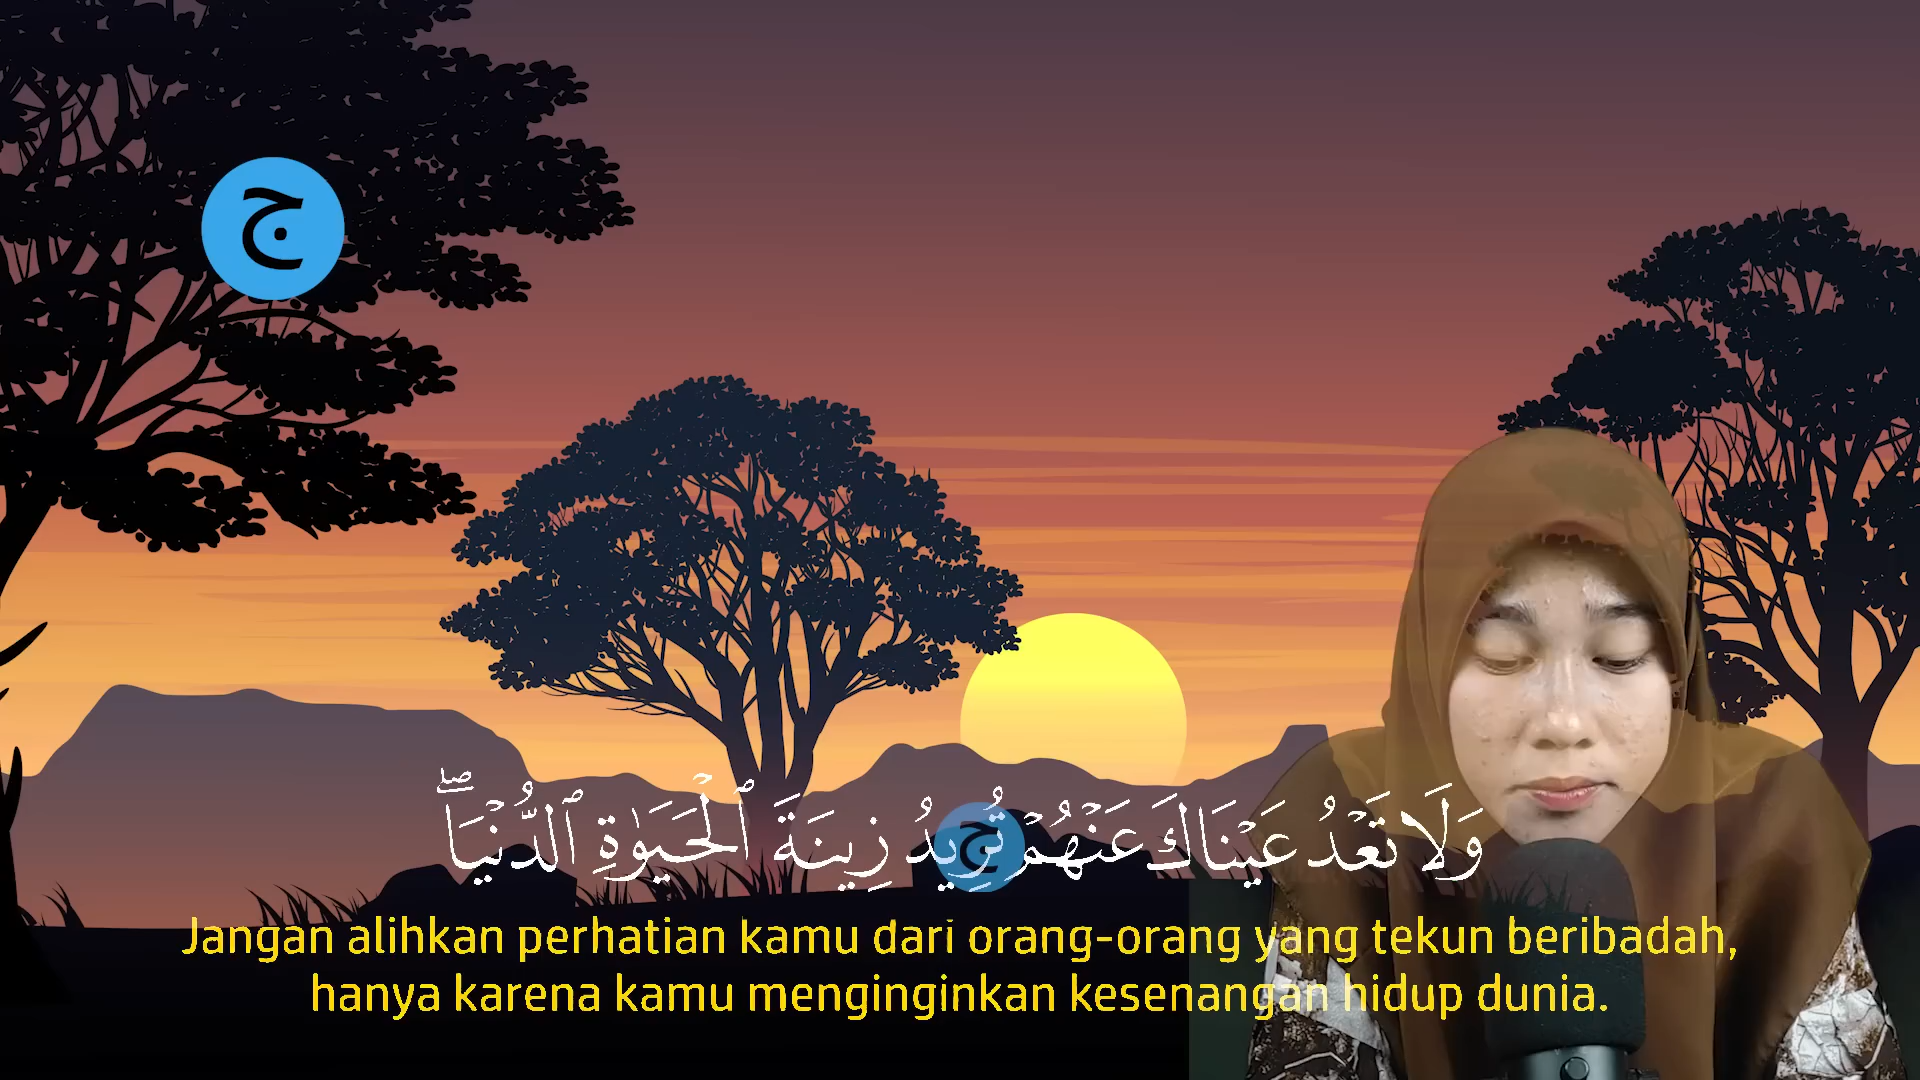 ج
وَلَا تَعْدُ عَيْنَاكَ عَنْهُمْ تُرِيدُ زِينَةَ ٱلْحَيَوٰةِ ٱلدُّنْيَاۖ
ج
Jangan alihkan perhatian kamu dari orang-orang yang tekun beribadah,
hanya karena kamu menginginkan kesenangan hidup dunia.